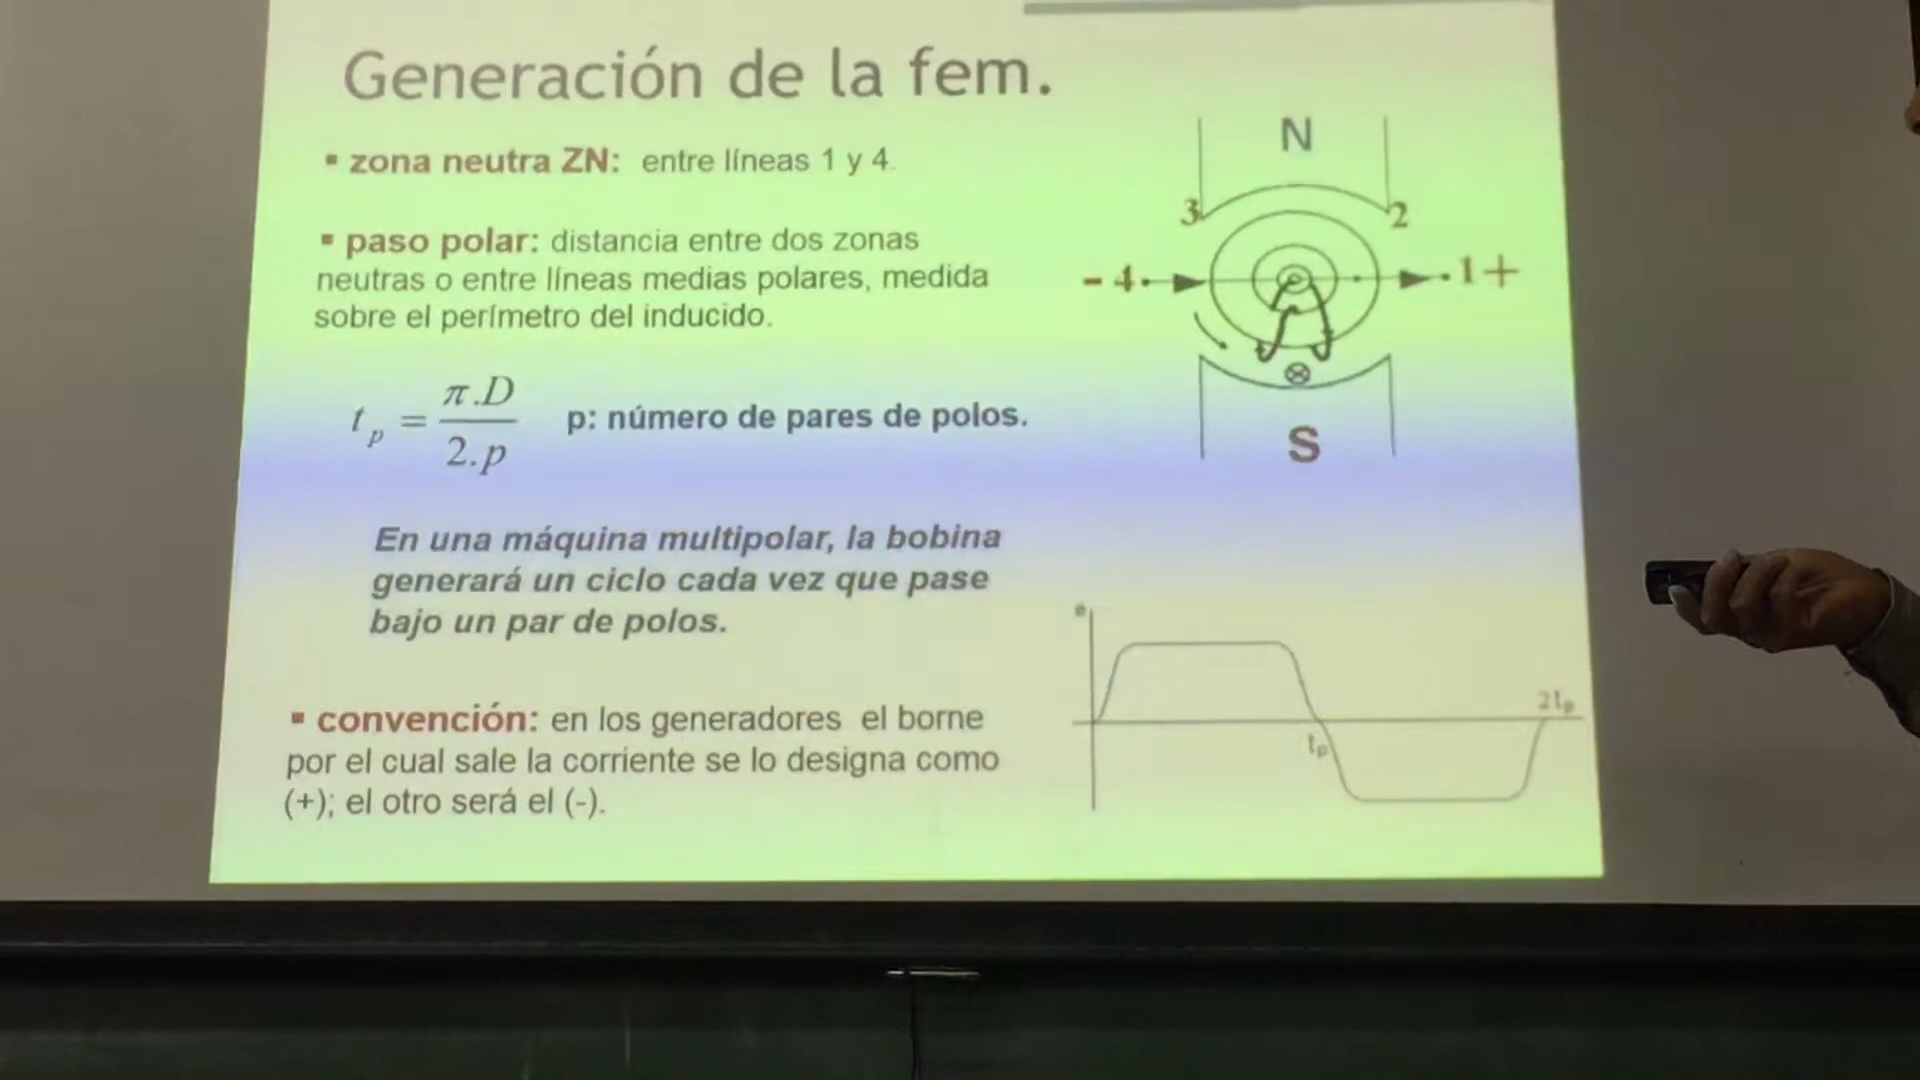 Generación de la fem.
▪ zona neutra ZN: entre líneas 1 y 4.
▪ paso polar: distancia entre dos zonas
neutras o entre líneas medias polares, medida
sobre el perímetro del inducido.
t_p = π.D / 2.p
p: número de pares de polos.
En una máquina multipolar, la bobina
generará un ciclo cada vez que pase
bajo un par de polos.
▪ convención: en los generadores el borne
por el cual sale la corriente se lo designa como
(+); el otro será el (-).
N
3
2
- 4
1+
S
e
t_p
2t_p